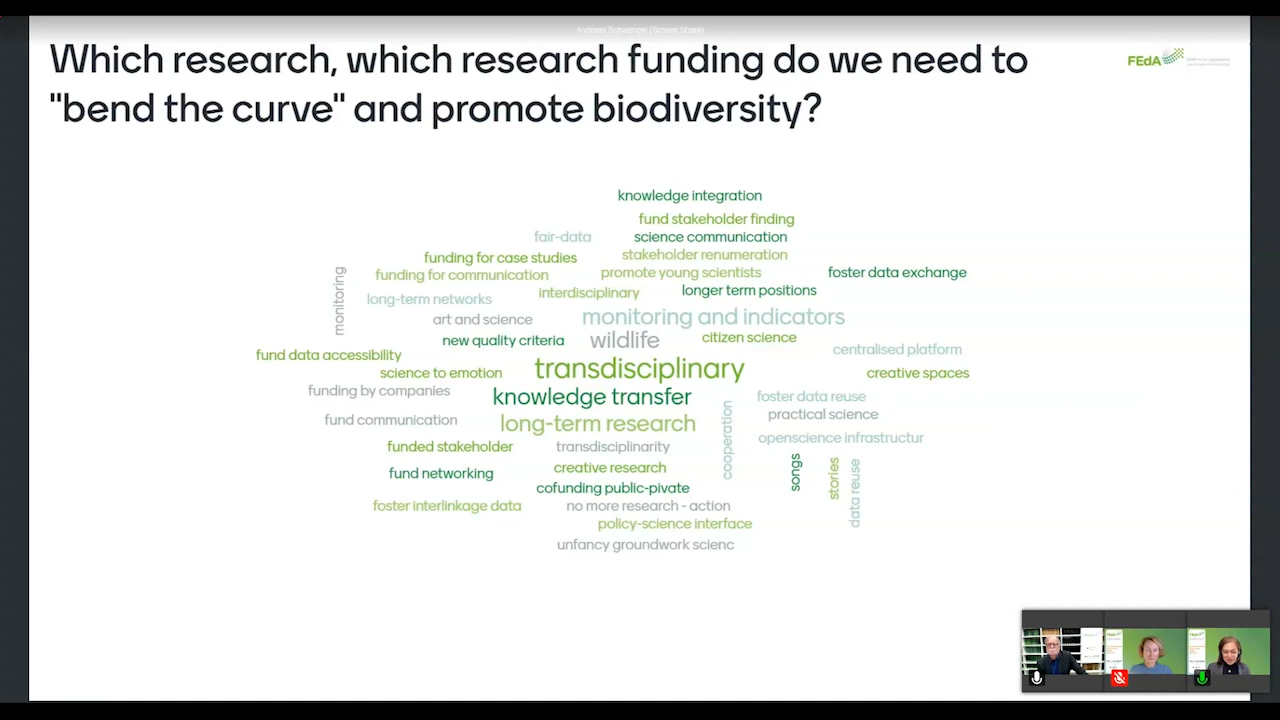 Andreas Schwengel (Screen Share)
Which research, which research funding do we need to
"bend the curve" and promote biodiversity?
FEdA
knowledge integration
fund stakeholder finding
fair-data
science communication
funding for case studies
stakeholder renumeration
funding for communication
promote young scientists
foster data exchange
monitoring
long-term networks
interdisciplinary
longer term positions
art and science
monitoring and indicators
new quality criteria
wildlife
citizen science
fund data accessibility
centralised platform
science to emotion
transdisciplinary
creative spaces
funding by companies
knowledge transfer
foster data reuse
fund communication
long-term research
cooperation
practical science
funded stakeholder
transdisciplinarity
openscience infrastructur
fund networking
creative research
songs
stories
data reuse
cofunding public-pivate
foster interlinkage data
no more research - action
policy-science interface
unfancy groundwork scienc
FEdA
FEdA